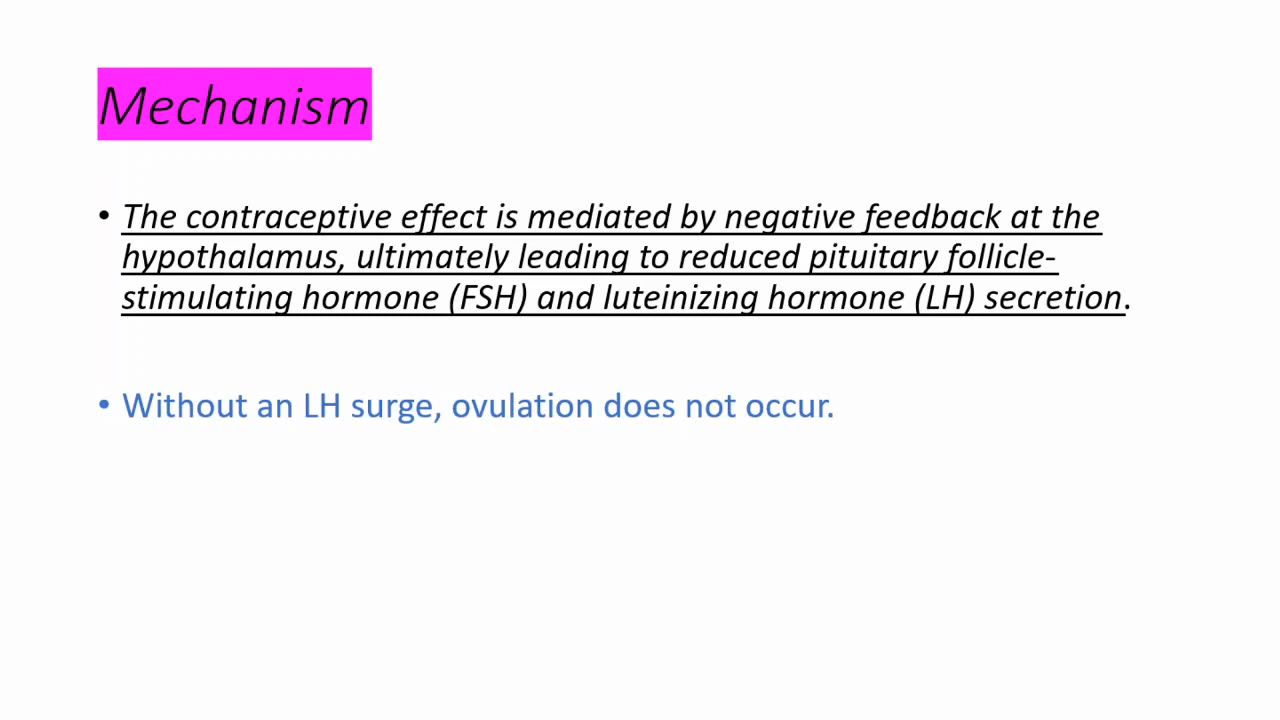 Mechanism
• The contraceptive effect is mediated by negative feedback at the
hypothalamus, ultimately leading to reduced pituitary follicle-
stimulating hormone (FSH) and luteinizing hormone (LH) secretion.
• Without an LH surge, ovulation does not occur.